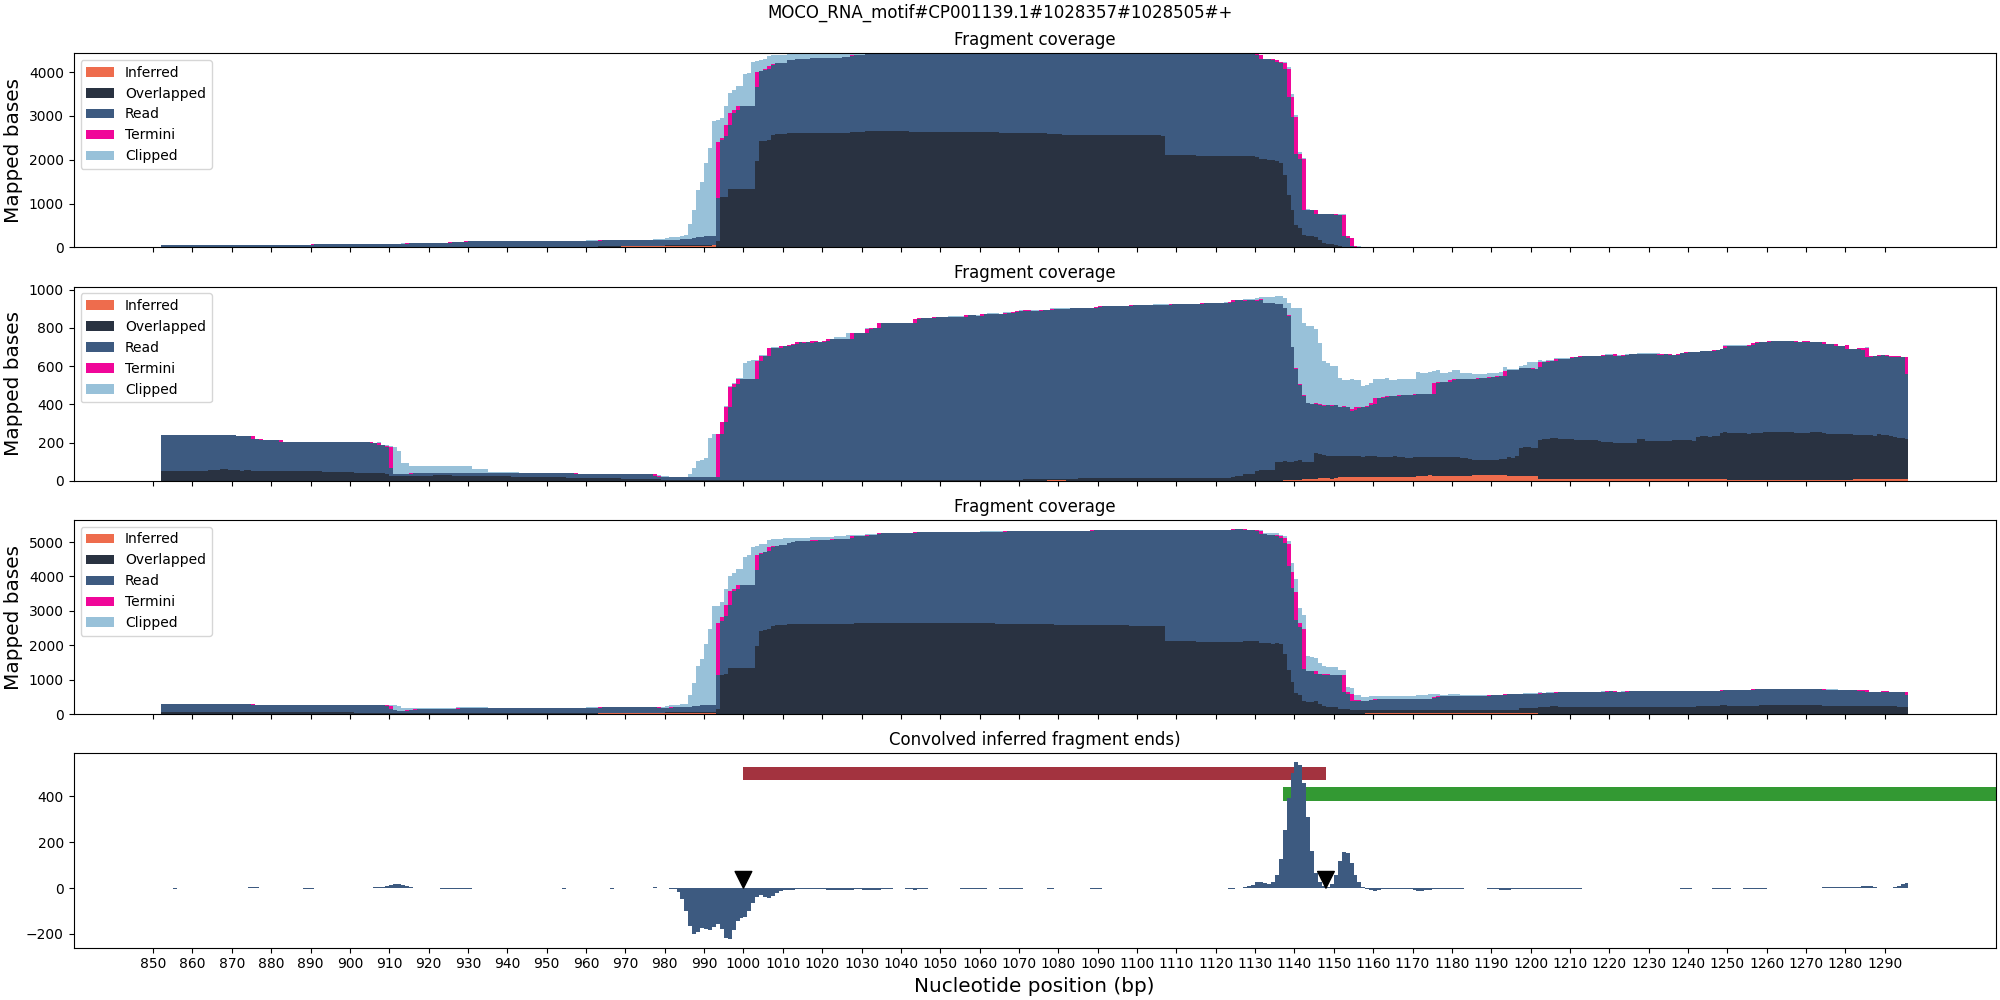 MOCO_RNA_motif#CP001139.1#1028357#1028505#+
Fragment coverage
Mapped bases
4000
3000
2000
1000
0
Inferred
Overlapped
Read
Termini
Clipped
Fragment coverage
Mapped bases
1000
800
600
400
200
0
Inferred
Overlapped
Read
Termini
Clipped
Fragment coverage
Mapped bases
5000
4000
3000
2000
1000
0
Inferred
Overlapped
Read
Termini
Clipped
Convolved inferred fragment ends)
400
200
0
−200
850 860 870 880 890 900 910 920 930 940 950 960 970 980 990 1000 1010 1020 1030 1040 1050 1060 1070 1080 1090 1100 1110 1120 1130 1140 1150 1160 1170 1180 1190 1200 1210 1220 1230 1240 1250 1260 1270 1280 1290
Nucleotide position (bp)